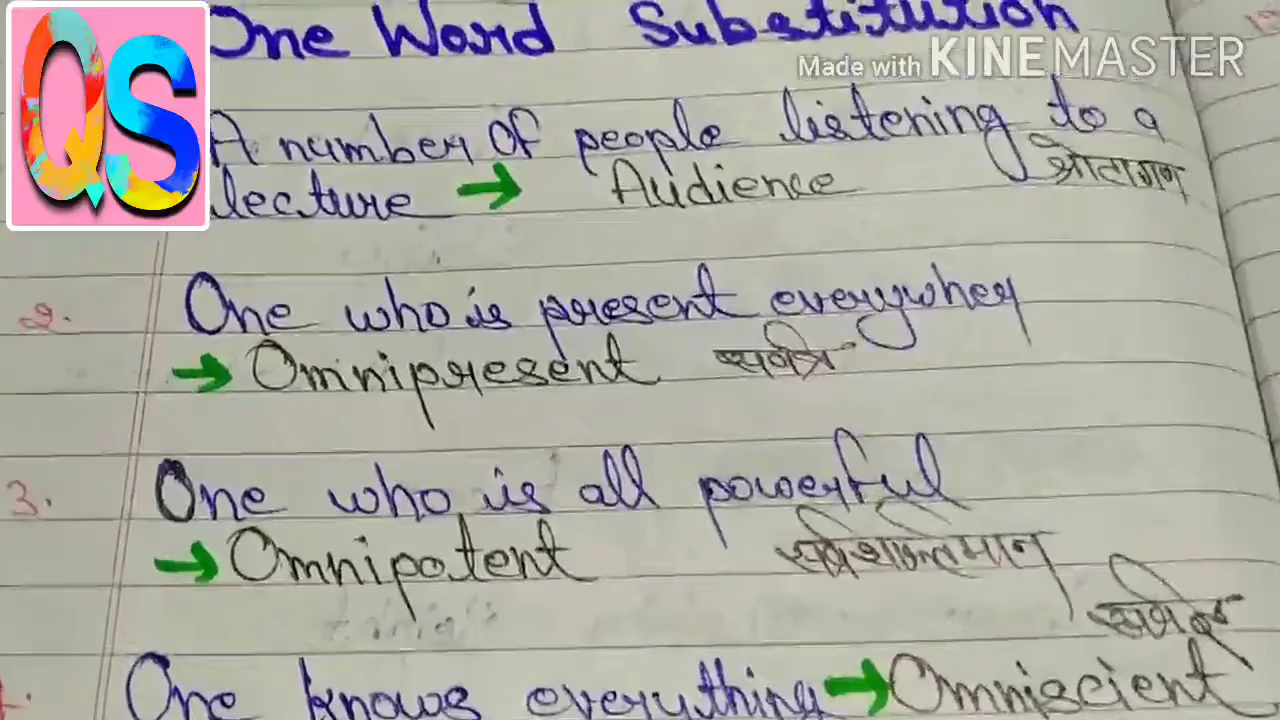 One Word Substitution
Made with KINEMASTER
QS
A number of people listening to a
lecture → Audience श्रोतागण
2. One who is present everywher
→ Omnipresent सर्वत्र
3. One who is all powerful
→ Omnipotent सर्वशक्तिमान
One knows everything → Omniscient